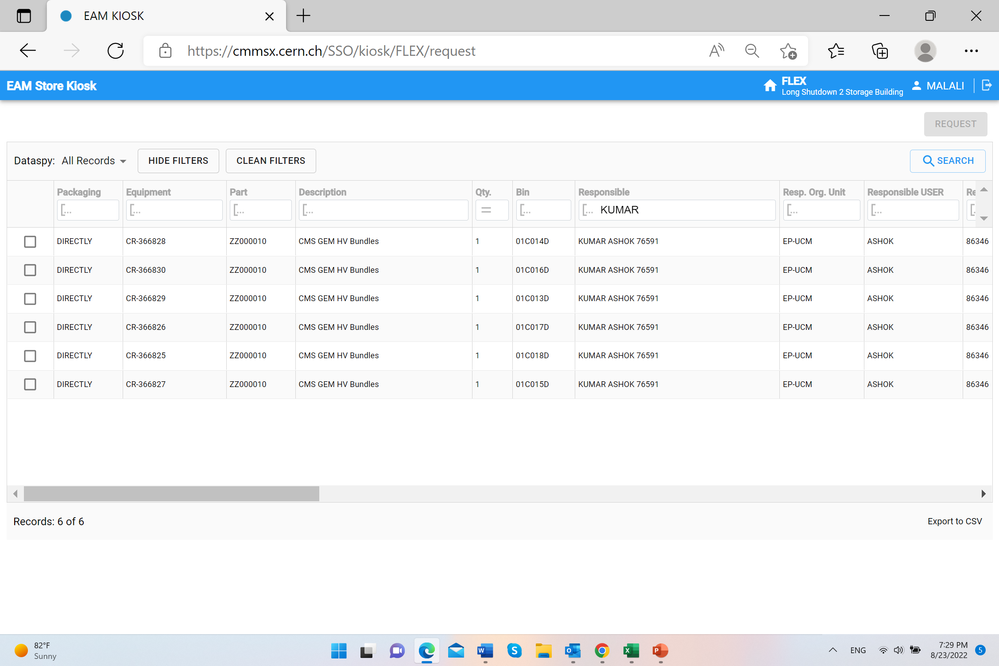 EAM KIOSK
https://cmmsx.cern.ch/SSO/kiosk/FLEX/request
EAM Store Kiosk
FLEX
Long Shutdown 2 Storage Building
MALALI
REQUEST
Dataspy: All Records HIDE FILTERS CLEAN FILTERS SEARCH
Packaging Equipment Part Description Qty. Bin Responsible Resp. Org. Unit Responsible USER Re
[... [... [... [... = [... [... KUMAR [... [... [.
DIRECTLY CR-366828 ZZ000010 CMS GEM HV Bundles 1 01C014D KUMAR ASHOK 76591 EP-UCM ASHOK 86346
DIRECTLY CR-366830 ZZ000010 CMS GEM HV Bundles 1 01C016D KUMAR ASHOK 76591 EP-UCM ASHOK 86346
DIRECTLY CR-366829 ZZ000010 CMS GEM HV Bundles 1 01C013D KUMAR ASHOK 76591 EP-UCM ASHOK 86346
DIRECTLY CR-366826 ZZ000010 CMS GEM HV Bundles 1 01C017D KUMAR ASHOK 76591 EP-UCM ASHOK 86346
DIRECTLY CR-366825 ZZ000010 CMS GEM HV Bundles 1 01C018D KUMAR ASHOK 76591 EP-UCM ASHOK 86346
DIRECTLY CR-366827 ZZ000010 CMS GEM HV Bundles 1 01C015D KUMAR ASHOK 76591 EP-UCM ASHOK 86346
Records: 6 of 6 Export to CSV
82°F
Sunny
ENG
7:29 PM
8/23/2022
5